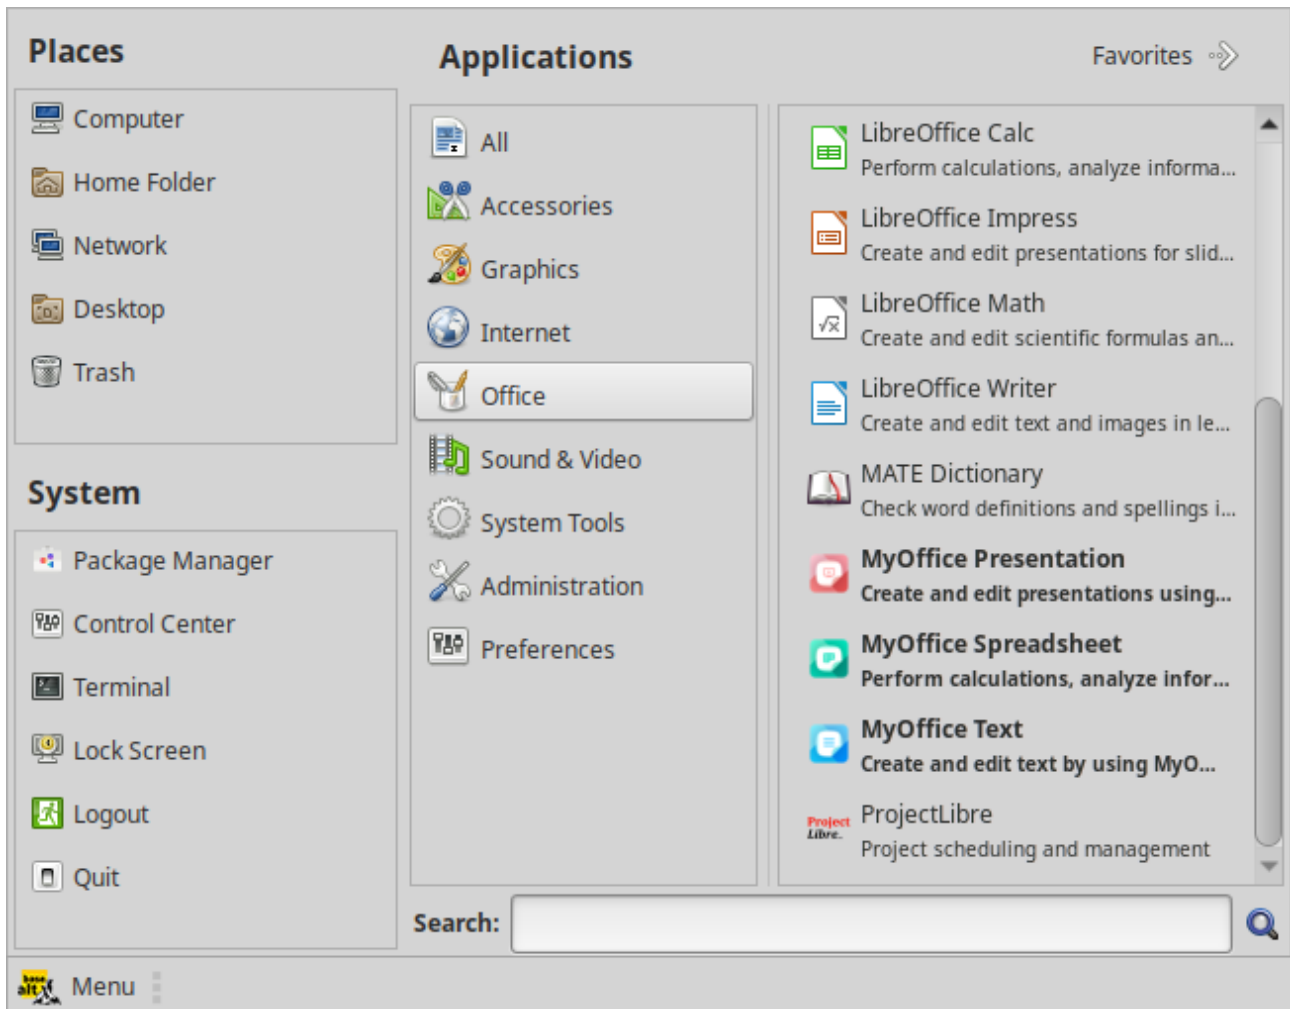 Places
Computer
Home Folder
Network
Desktop
Trash
System
Package Manager
Control Center
Terminal
Lock Screen
Logout
Quit
Applications
Favorites
All
Accessories
Graphics
Internet
Office
Sound & Video
System Tools
Administration
Preferences
LibreOffice Calc
Perform calculations, analyze informa...
LibreOffice Impress
Create and edit presentations for slid...
LibreOffice Math
Create and edit scientific formulas an...
LibreOffice Writer
Create and edit text and images in le...
MATE Dictionary
Check word definitions and spellings i...
MyOffice Presentation
Create and edit presentations using...
MyOffice Spreadsheet
Perform calculations, analyze infor...
MyOffice Text
Create and edit text by using MyO...
Project
Libre.
ProjectLibre
Project scheduling and management
Search:
base
alt
Menu